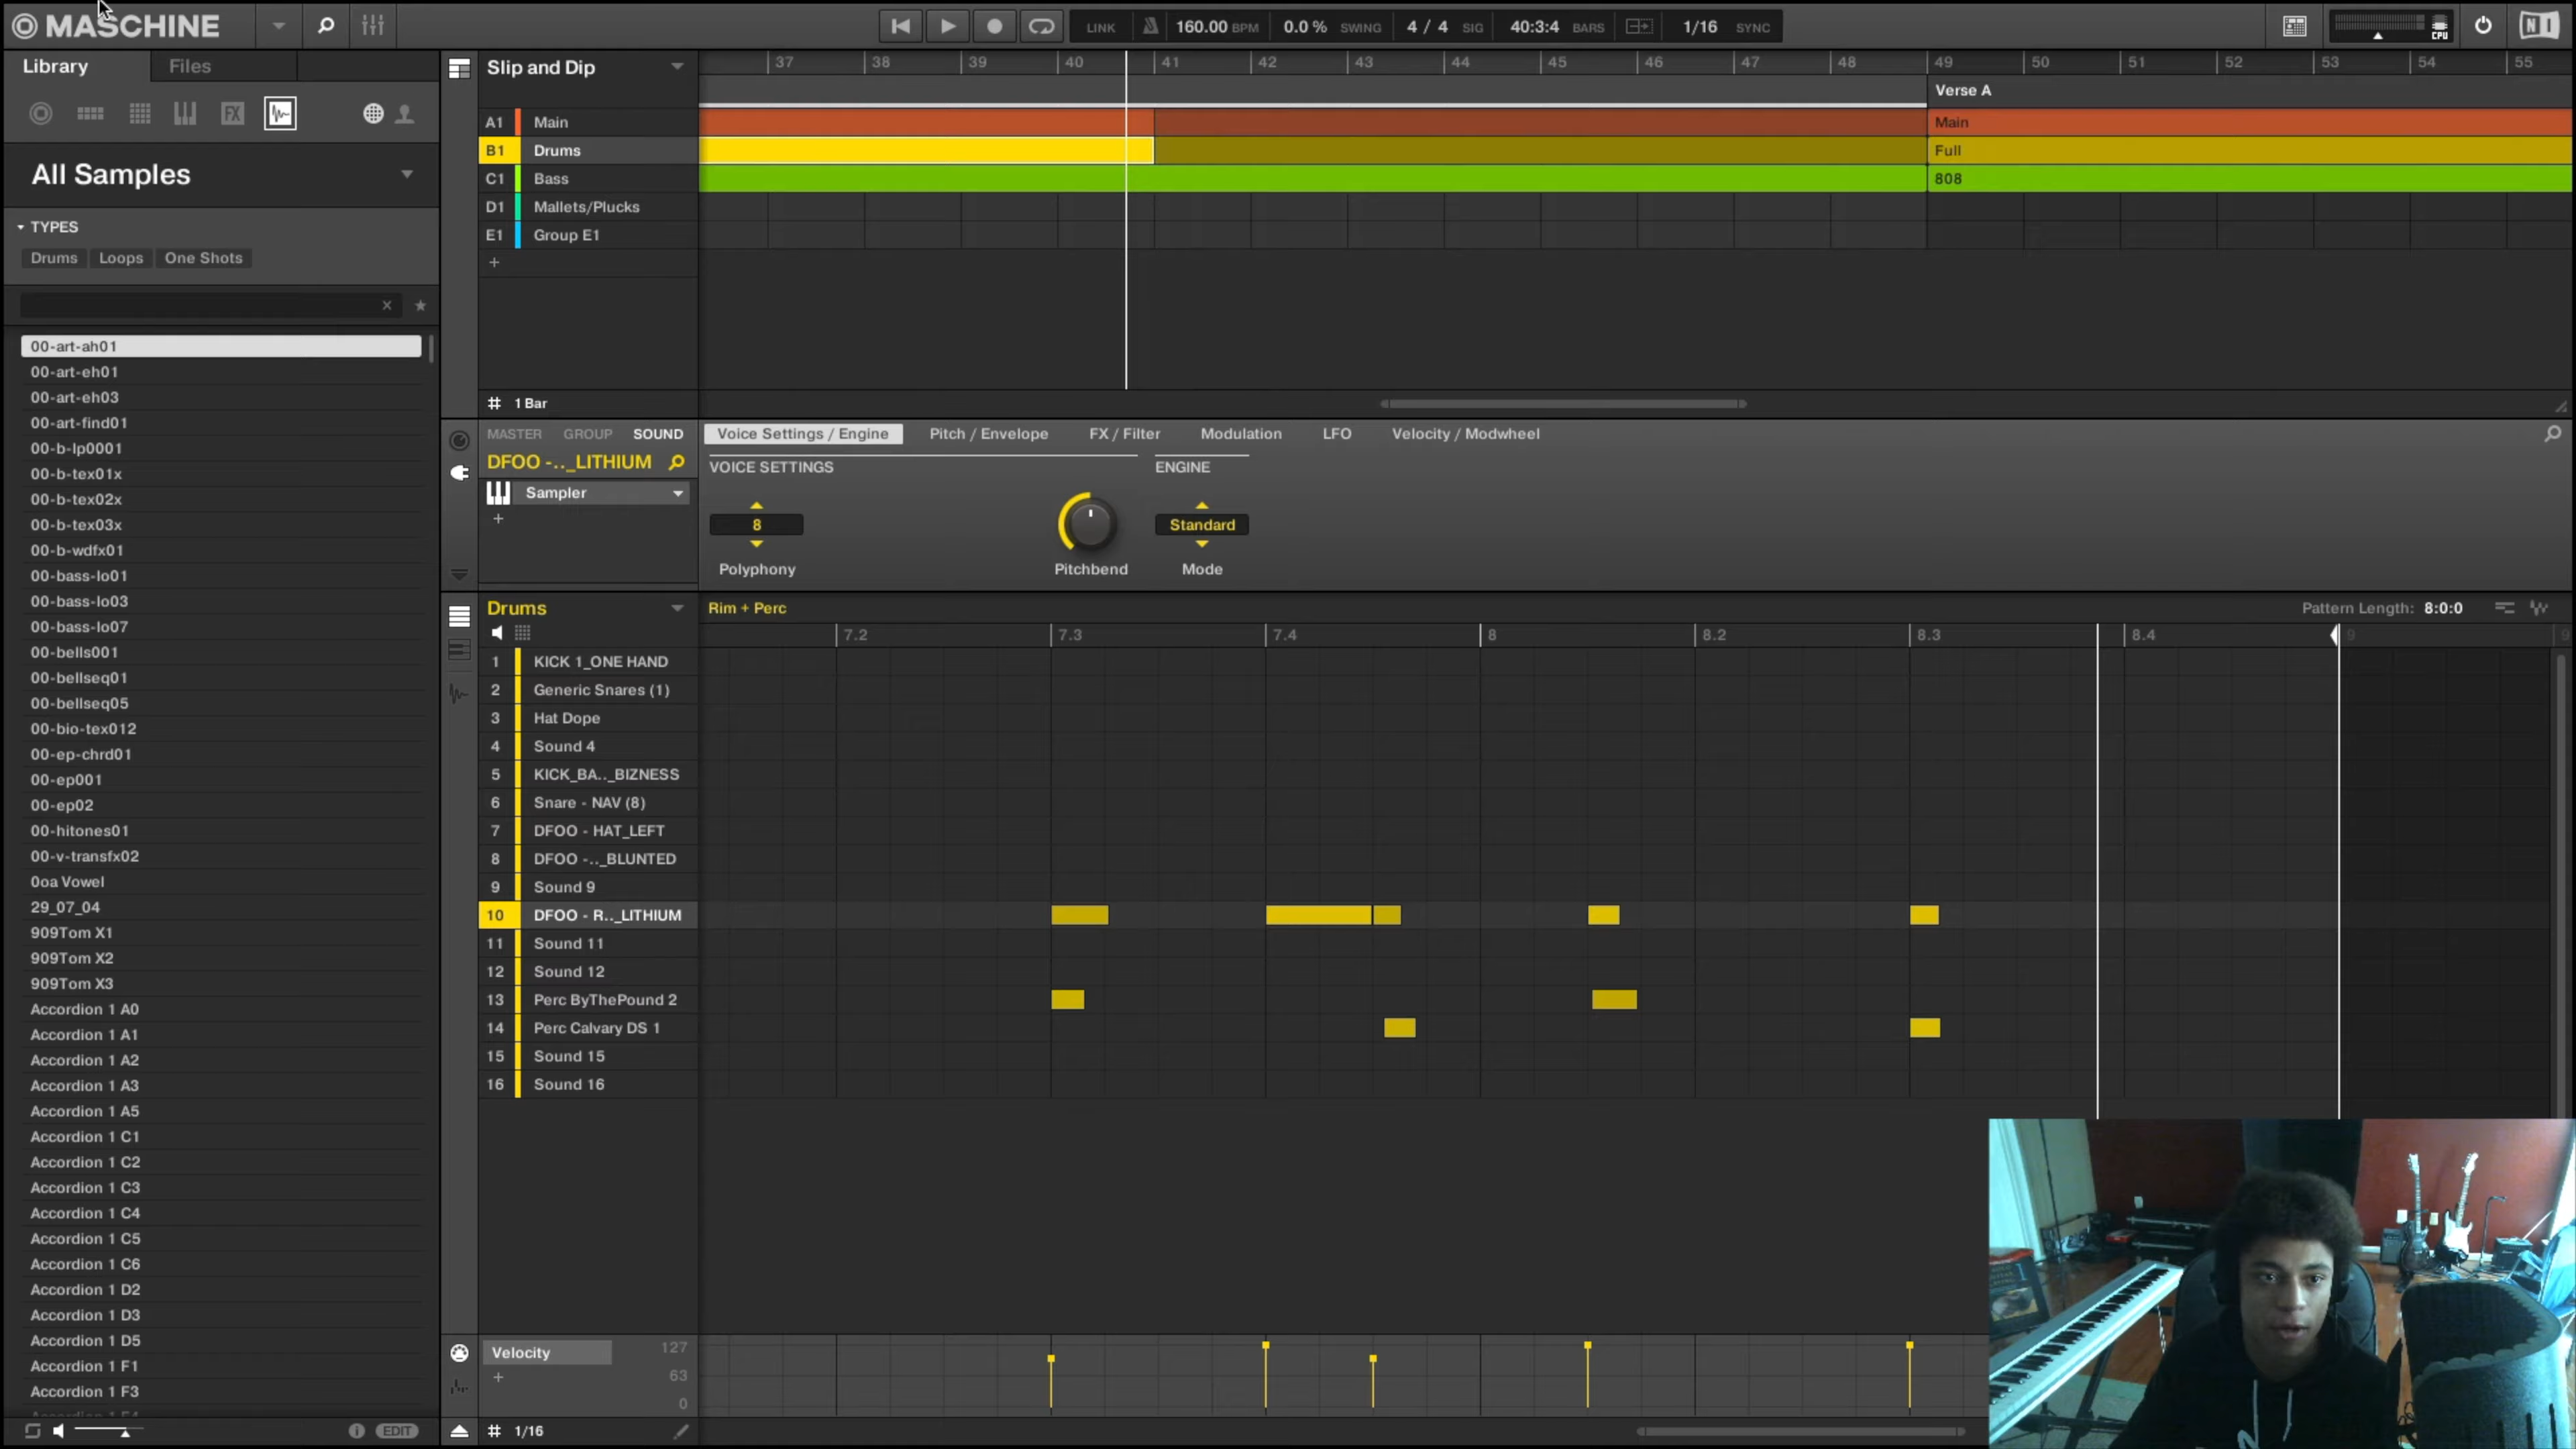 MASCHINE
LINK
160.00 BPM
0.0 % SWING
4 / 4 SIG
40:3:4 BARS
1/16 SYNC
CPU
Library
Files
All Samples
TYPES
Drums
Loops
One Shots
00-art-ah01
00-art-eh01
00-art-eh03
00-art-find01
00-b-lp0001
00-b-tex01x
00-b-tex02x
00-b-tex03x
00-b-wdfx01
00-bass-lo01
00-bass-lo03
00-bass-lo07
00-bells001
00-bellseq01
00-bellseq05
00-bio-tex012
00-ep-chrd01
00-ep001
00-ep02
00-hitones01
00-v-transfx02
0oa Vowel
29_07_04
909Tom X1
909Tom X2
909Tom X3
Accordion 1 A0
Accordion 1 A1
Accordion 1 A2
Accordion 1 A3
Accordion 1 A5
Accordion 1 C1
Accordion 1 C2
Accordion 1 C3
Accordion 1 C4
Accordion 1 C5
Accordion 1 C6
Accordion 1 D2
Accordion 1 D3
Accordion 1 D5
Accordion 1 F1
Accordion 1 F3
EDIT
Slip and Dip
37 38 39 40 41 42 43 44 45 46 47 48 49 50 51 52 53 54 55
Verse A
A1 Main
Main
B1 Drums
Full
C1 Bass
808
D1 Mallets/Plucks
E1 Group E1
+
1 Bar
MASTER
GROUP
SOUND
Voice Settings / Engine
Pitch / Envelope
FX / Filter
Modulation
LFO
Velocity / Modwheel
DFOO -.._LITHIUM
VOICE SETTINGS
ENGINE
Sampler
+
8
Standard
Polyphony
Pitchbend
Mode
Drums
Rim + Perc
Pattern Length: 8:0:0
7.2 7.3 7.4 8 8.2 8.3 8.4 9 9
1 KICK 1_ONE HAND
2 Generic Snares (1)
3 Hat Dope
4 Sound 4
5 KICK_BA.._BIZNESS
6 Snare - NAV (8)
7 DFOO - HAT_LEFT
8 DFOO -.._BLUNTED
9 Sound 9
10 DFOO - R.._LITHIUM
11 Sound 11
12 Sound 12
13 Perc ByThePound 2
14 Perc Calvary DS 1
15 Sound 15
16 Sound 16
Velocity
127
+
63
0
1/16